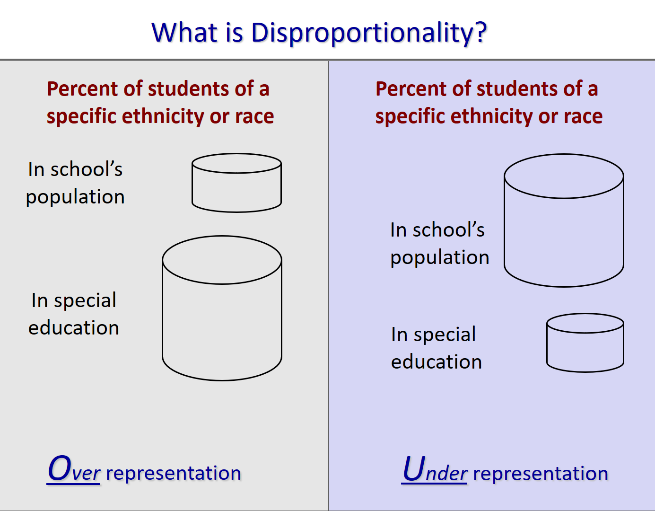 What is Disproportionality?
Percent of students of a
specific ethnicity or race
In school's
population
In special
education
Over representation
Percent of students of a
specific ethnicity or race
In school's
population
In special
education
Under representation